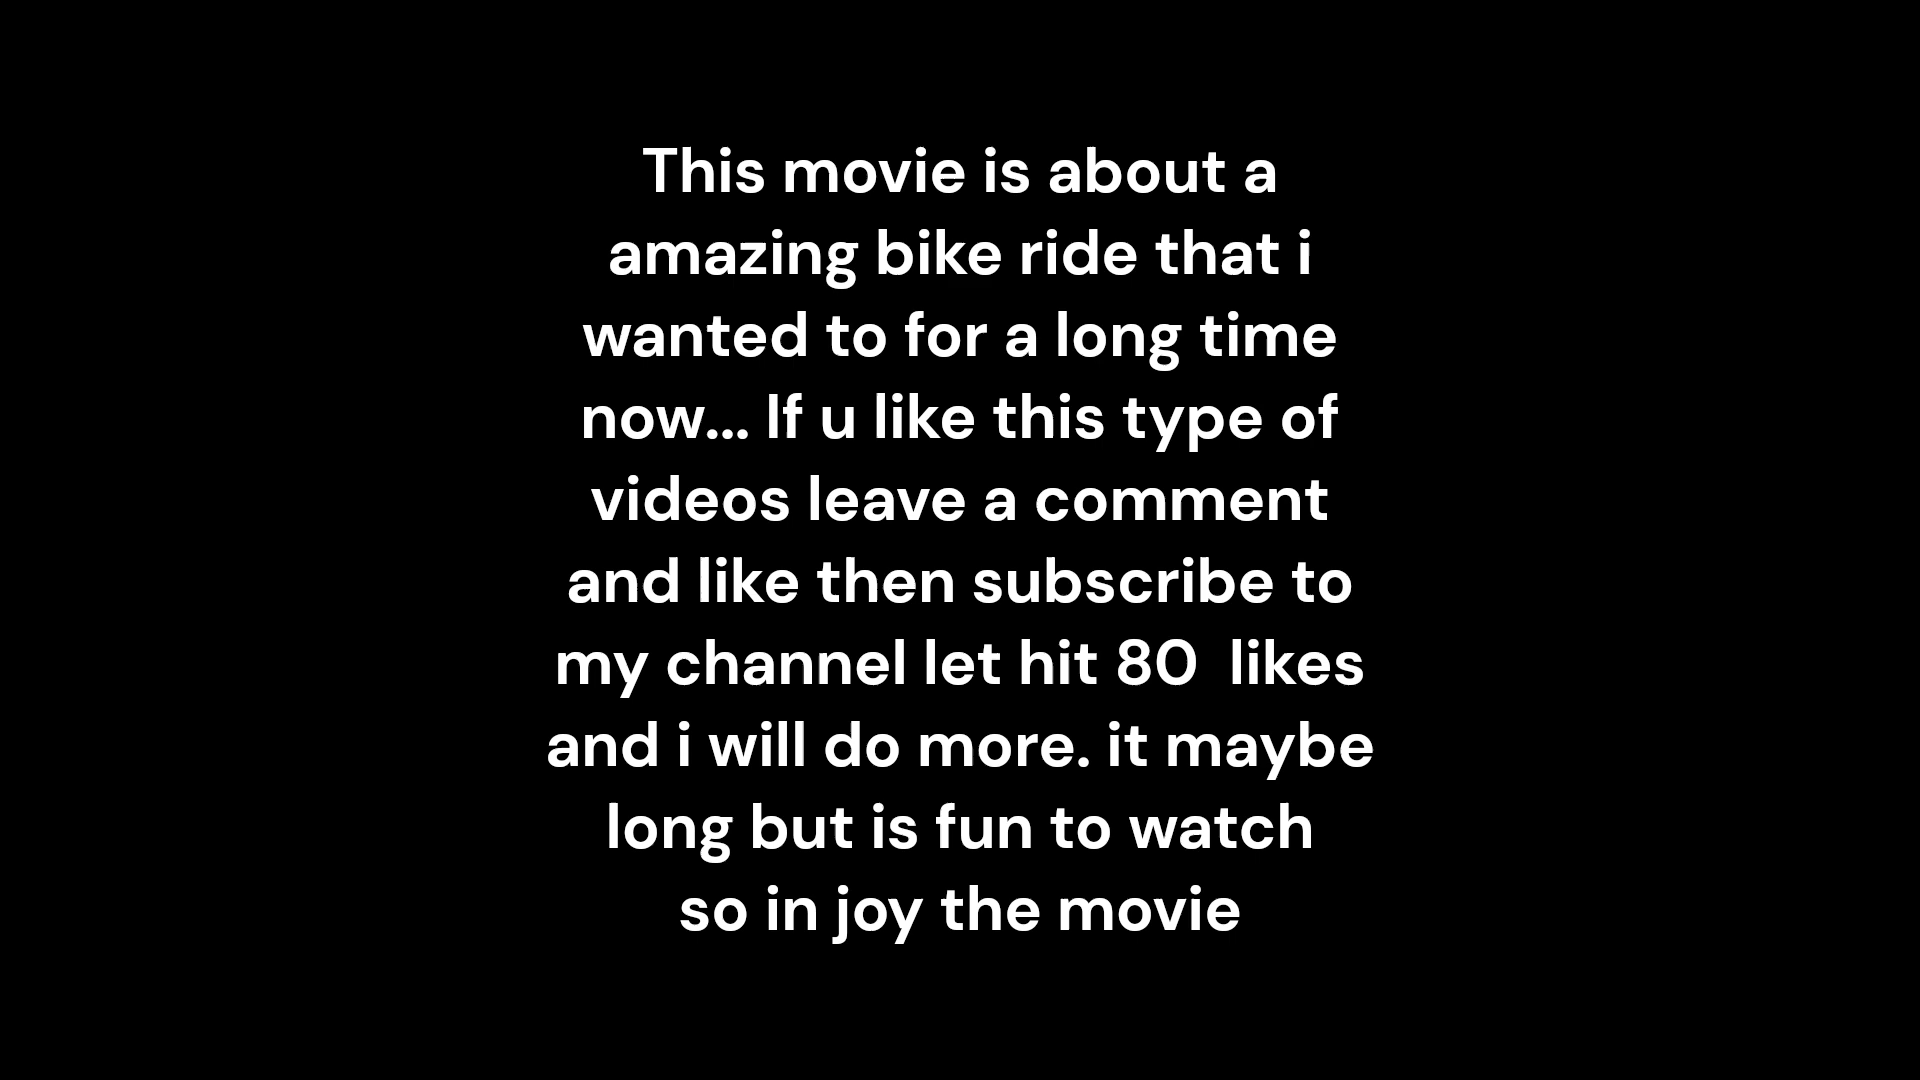 This movie is about a
amazing bike ride that i
wanted to for a long time
now... If u like this type of
videos leave a comment
and like then subscribe to
my channel let hit 80  likes
and i will do more. it maybe
long but is fun to watch
so in joy the movie